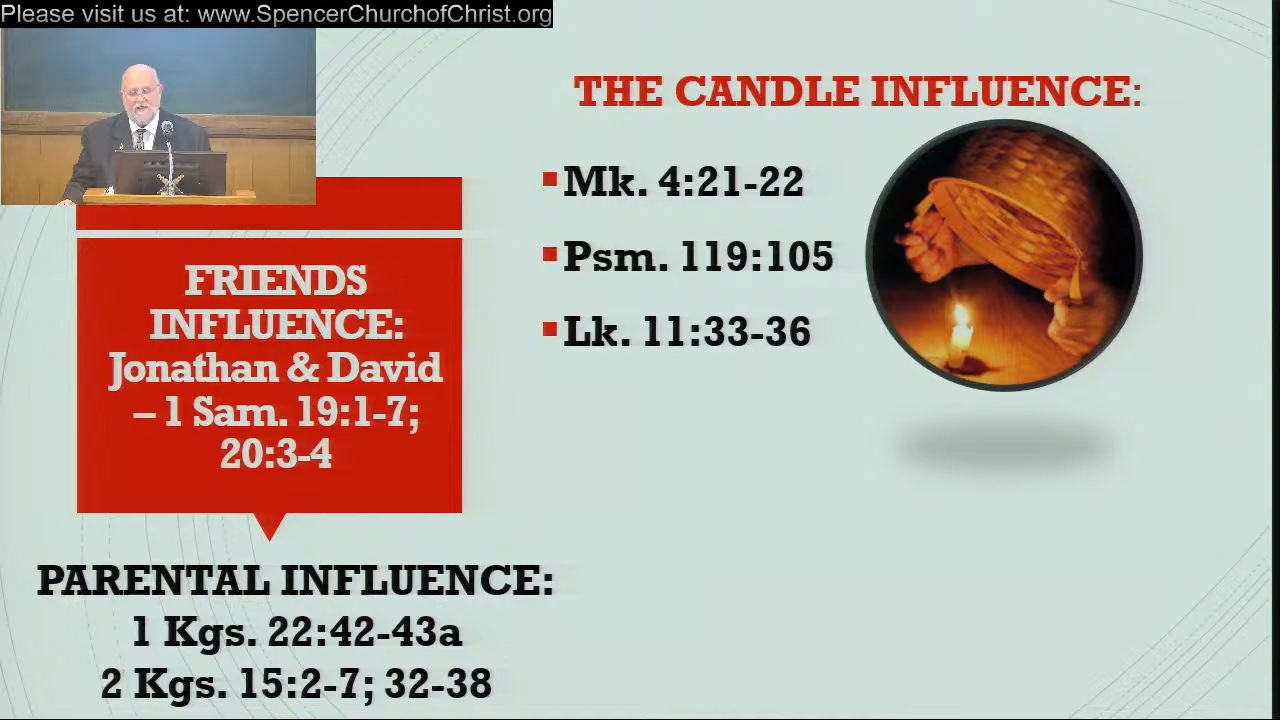 Please visit us at: www.SpencerChurchofChrist.org
THE CANDLE INFLUENCE:
▪Mk. 4:21-22
▪Psm. 119:105
▪Lk. 11:33-36
FRIENDS
INFLUENCE:
Jonathan & David
– 1 Sam. 19:1-7;
20:3-4
PARENTAL INFLUENCE:
1 Kgs. 22:42-43a
2 Kgs. 15:2-7; 32-38